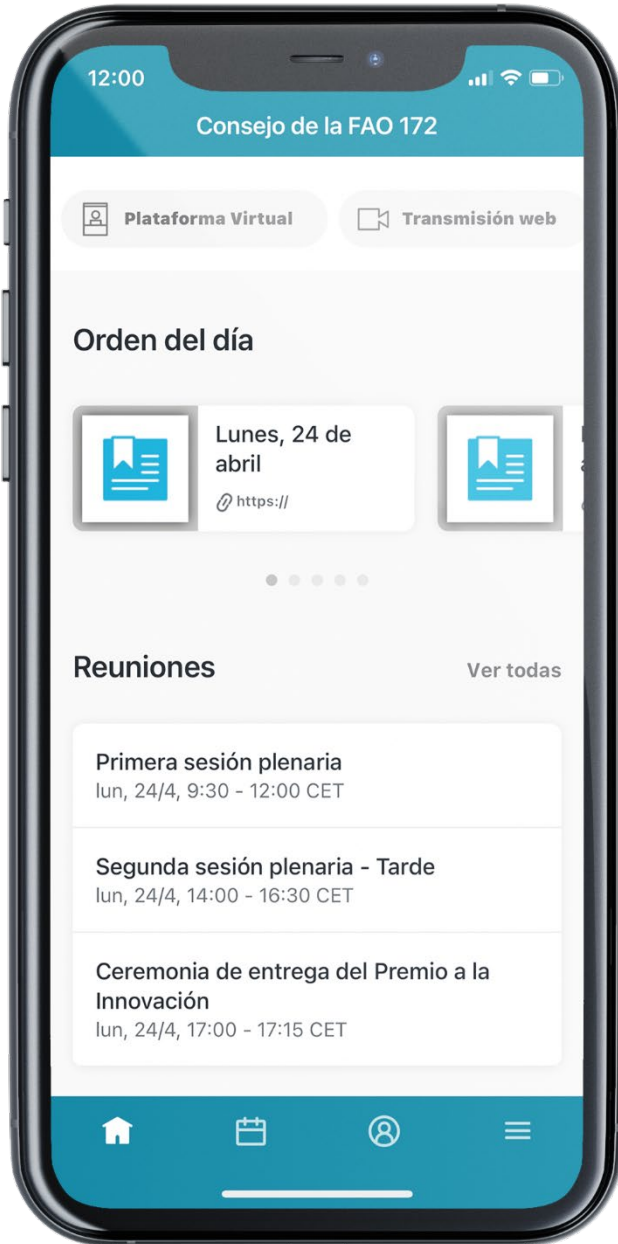 12:00
Consejo de la FAO 172
Plataforma Virtual
Transmisión web
Orden del día
Lunes, 24 de
abril
https://
Reuniones
Ver todas
Primera sesión plenaria
lun, 24/4, 9:30 - 12:00 CET
Segunda sesión plenaria - Tarde
lun, 24/4, 14:00 - 16:30 CET
Ceremonia de entrega del Premio a la
Innovación
lun, 24/4, 17:00 - 17:15 CET